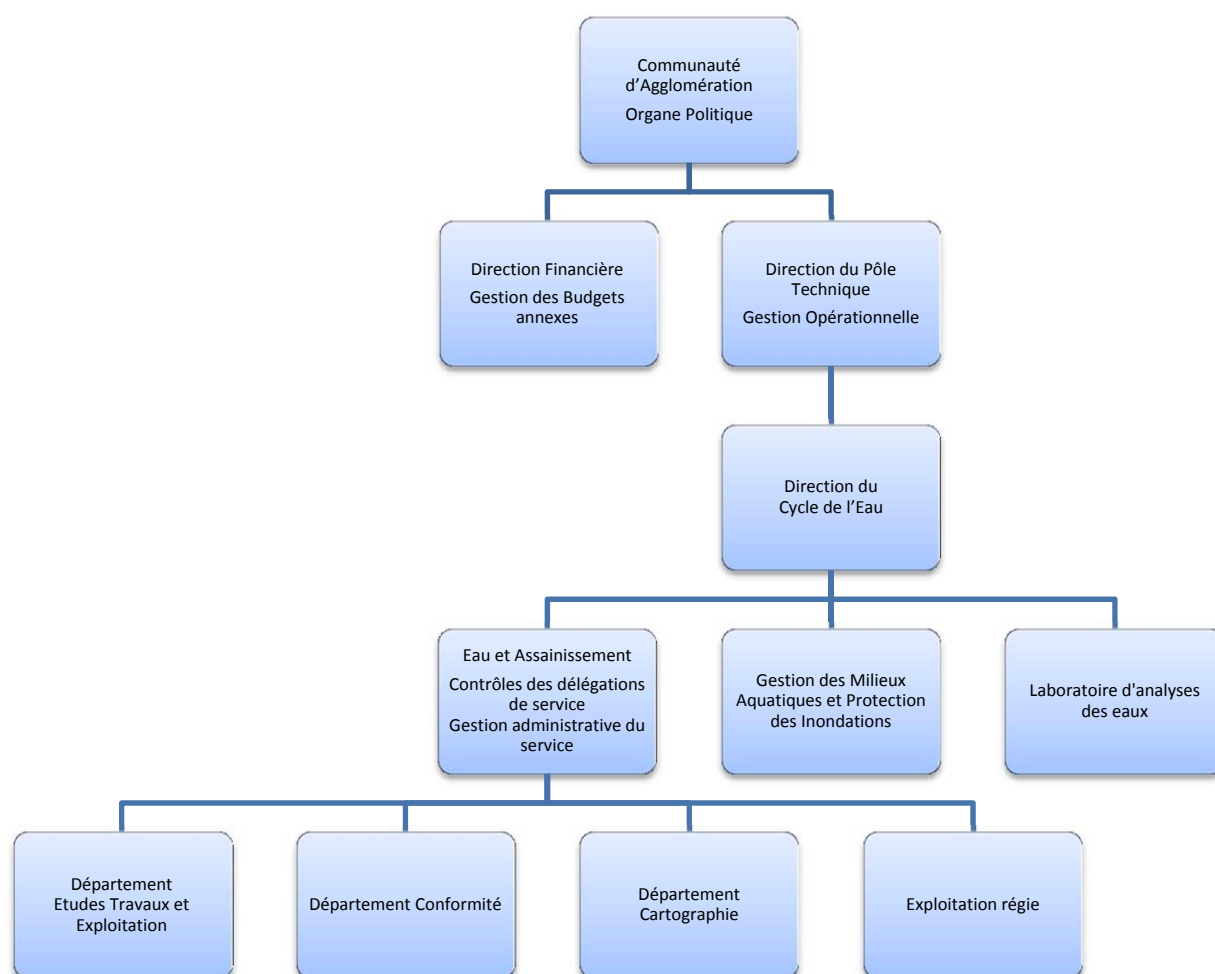 Communauté
d’Agglomération
Organe Politique
Direction Financière
Gestion des Budgets
annexes
Direction du Pôle
Technique
Gestion Opérationnelle
Direction du
Cycle de l’Eau
Eau et Assainissement
Contrôles des délégations
de service
Gestion administrative du
service
Gestion des Milieux
Aquatiques et Protection
des Inondations
Laboratoire d'analyses
des eaux
Département
Etudes Travaux et
Exploitation
Département Conformité
Département
Cartographie
Exploitation régie